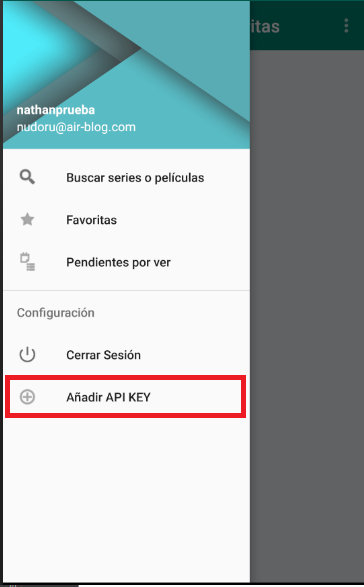 itas
nathanprueba
nudoru@air-blog.com
Buscar series o películas
Favoritas
Pendientes por ver
Configuración
Cerrar Sesión
Añadir API KEY